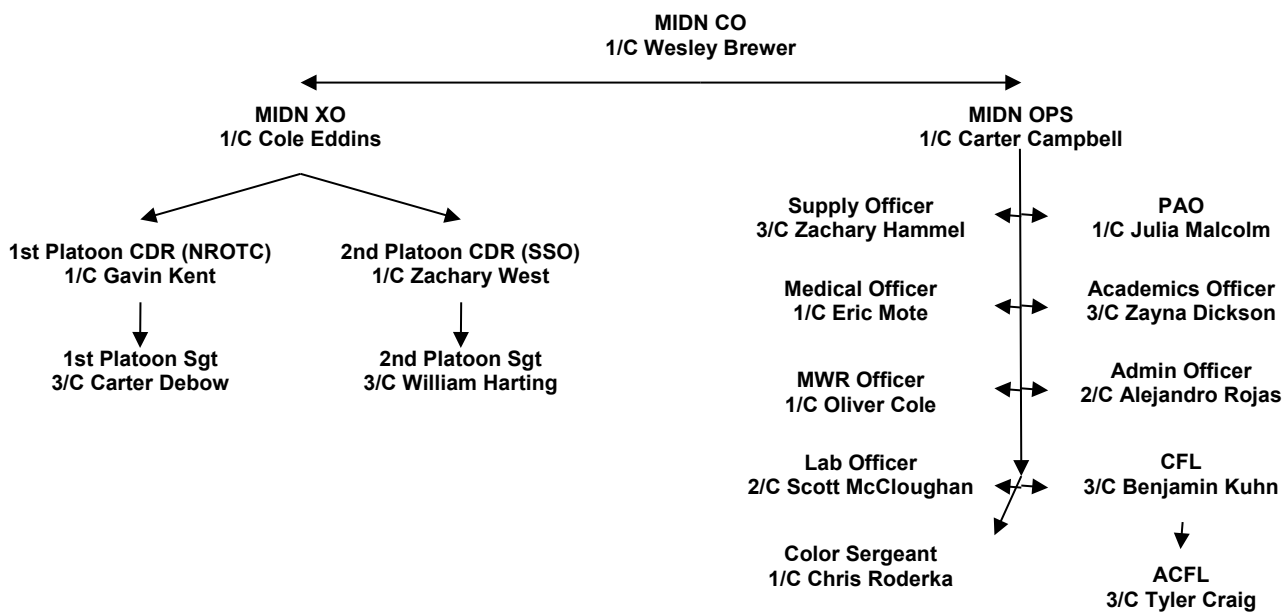 MIDN CO
1/C Wesley Brewer
MIDN XO
1/C Cole Eddins
MIDN OPS
1/C Carter Campbell
1st Platoon CDR (NROTC)
1/C Gavin Kent
2nd Platoon CDR (SSO)
1/C Zachary West
1st Platoon Sgt
3/C Carter Debow
2nd Platoon Sgt
3/C William Harting
Supply Officer
3/C Zachary Hammel
PAO
1/C Julia Malcolm
Medical Officer
1/C Eric Mote
Academics Officer
3/C Zayna Dickson
MWR Officer
1/C Oliver Cole
Admin Officer
2/C Alejandro Rojas
Lab Officer
2/C Scott McCloughan
CFL
3/C Benjamin Kuhn
Color Sergeant
1/C Chris Roderka
ACFL
3/C Tyler Craig